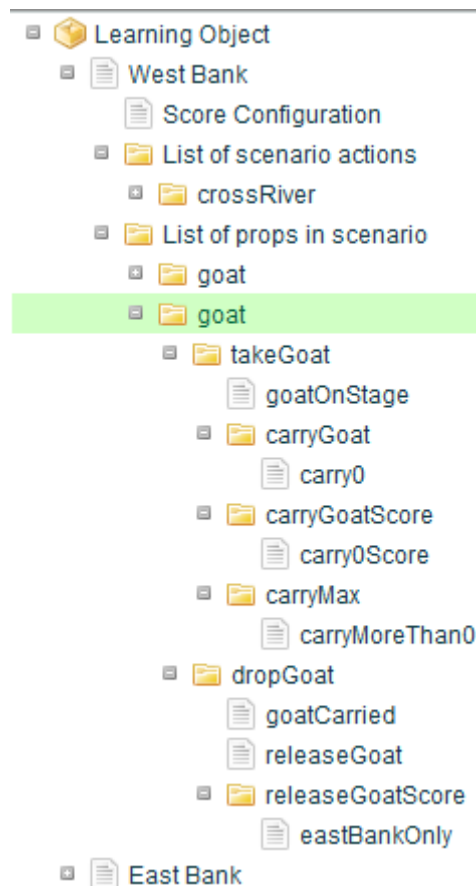 Learning Object
West Bank
Score Configuration
List of scenario actions
crossRiver
List of props in scenario
goat
goat
takeGoat
goatOnStage
carryGoat
carry0
carryGoatScore
carry0Score
carryMax
carryMoreThan0
dropGoat
goatCarried
releaseGoat
releaseGoatScore
eastBankOnly
East Bank